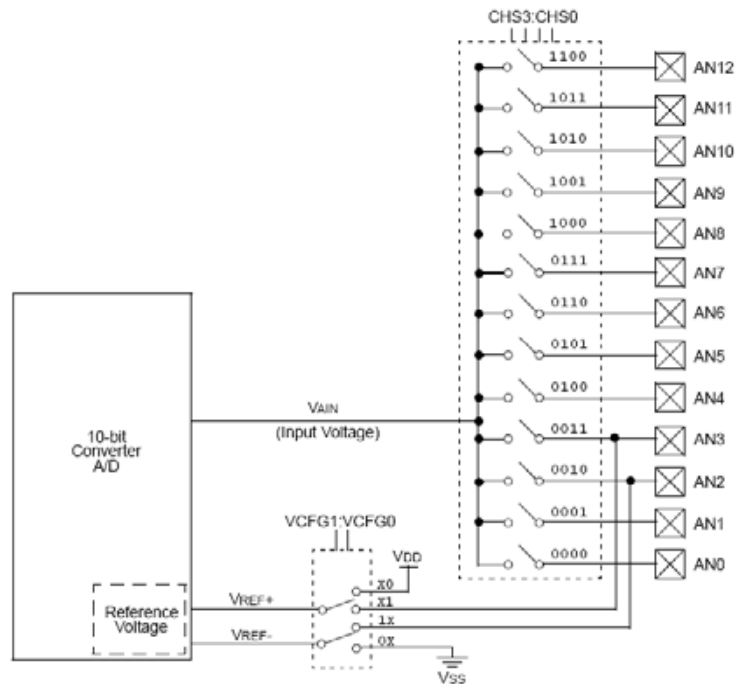 CHS3:CHS0
1100 AN12
1011 AN11
1010 AN10
1001 AN9
1000 AN8
0111 AN7
0110 AN6
0101 AN5
0100 AN4
0011 AN3
0010 AN2
0001 AN1
0000 AN0
VAIN
(Input Voltage)
10-bit
Converter
A/D
VCFG1:VCFG0
VDD
X0
X1
1X
0X
VREF+
VREF-
Reference
Voltage
VSS